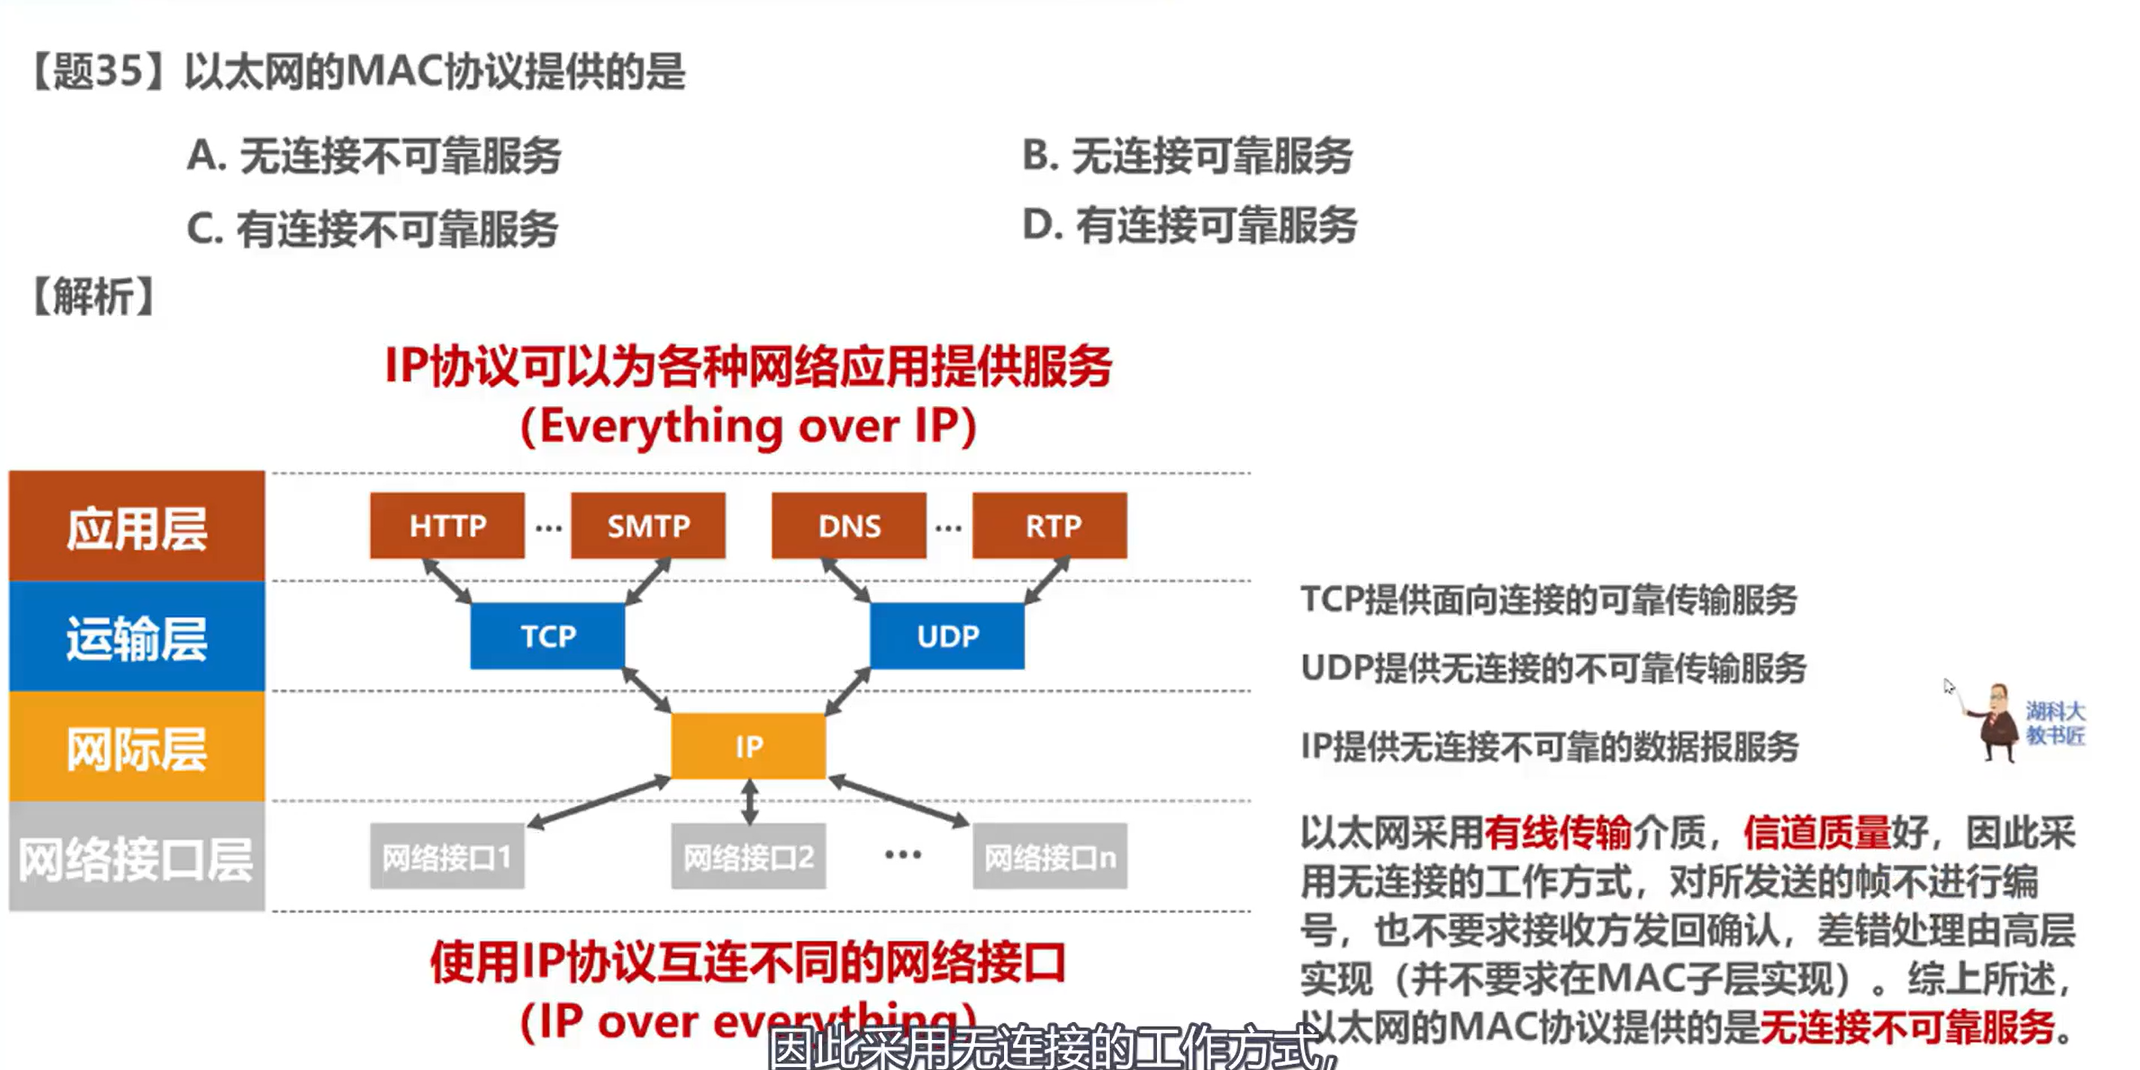 【题35】以太网的MAC协议提供的是
A. 无连接不可靠服务
B. 无连接可靠服务
C. 有连接不可靠服务
D. 有连接可靠服务
【解析】
IP协议可以为各种网络应用提供服务
（Everything over IP）
应用层
HTTP … SMTP DNS … RTP
运输层
TCP UDP
网际层
IP
网络接口层
网络接口1 网络接口2 … 网络接口n
使用IP协议互连不同的网络接口
（IP over everything）
TCP提供面向连接的可靠传输服务
UDP提供无连接的不可靠传输服务
IP提供无连接不可靠的数据报服务
湖科大
教书匠
以太网采用有线传输介质，信道质量好，因此采
用无连接的工作方式，对所发送的帧不进行编
号，也不要求接收方发回确认，差错处理由高层
实现（并不要求在MAC子层实现）。综上所述，
以太网的MAC协议提供的是无连接不可靠服务。
因此采用无连接的工作方式，